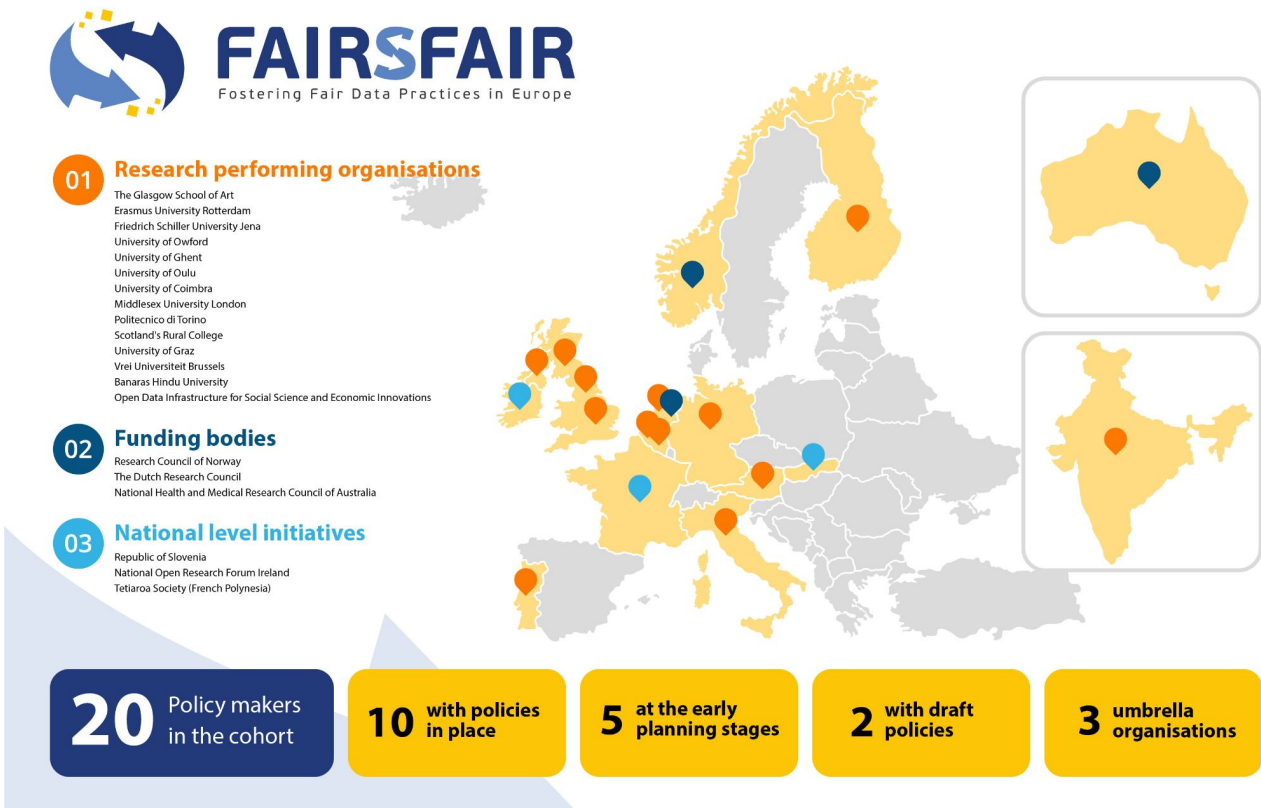 FAIRSFAIR
Fostering Fair Data Practices in Europe
01
Research performing organisations
The Glasgow School of Art
Erasmus University Rotterdam
Friedrich Schiller University Jena
University of Owford
University of Ghent
University of Oulu
University of Coimbra
Middlesex University London
Politecnico di Torino
Scotland's Rural College
University of Graz
Vrei Universiteit Brussels
Banaras Hindu University
Open Data Infrastructure for Social Science and Economic Innovations
02
Funding bodies
Research Council of Norway
The Dutch Research Council
National Health and Medical Research Council of Australia
03
National level initiatives
Republic of Slovenia
National Open Research Forum Ireland
Tetiaroa Society (French Polynesia)
20
Policy makers
in the cohort
10
with policies
in place
5
at the early
planning stages
2
with draft
policies
3
umbrella
organisations